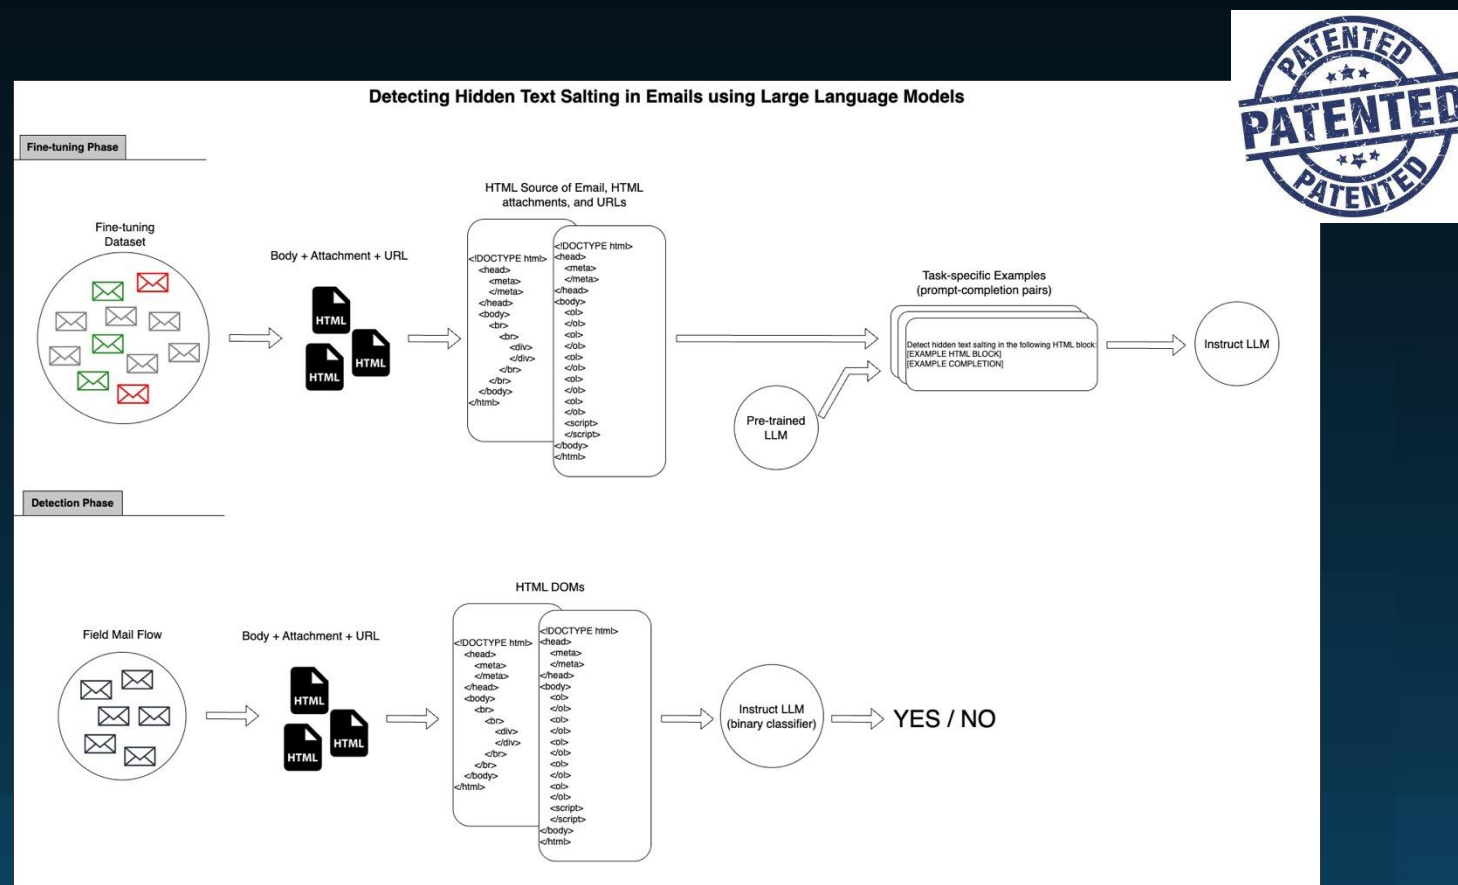 PATENTED
PATENTED
PATENTED
Detecting Hidden Text Salting in Emails using Large Language Models
Fine-tuning Phase
Fine-tuning
Dataset
Body + Attachment + URL
HTML
HTML
HTML
HTML Source of Email, HTML
attachments, and URLs
<!DOCTYPE html>
<head>
<meta>
</meta>
</head>
<body>
<br>
<br>
<div>
</div>
</br>
</br>
</body>
</html>
<!DOCTYPE html>
<head>
<meta>
</meta>
</head>
<body>
<ol>
</ol>
<ol>
</ol>
<ol>
</ol>
<ol>
</ol>
<ol>
</ol>
<script>
</script>
</body>
</html>
Pre-trained
LLM
Task-specific Examples
(prompt-completion pairs)
Detect hidden text salting in the following HTML block:
[EXAMPLE HTML BLOCK]
[EXAMPLE COMPLETION]
Instruct LLM
Detection Phase
Field Mail Flow
Body + Attachment + URL
HTML
HTML
HTML
HTML DOMs
<!DOCTYPE html>
<head>
<meta>
</meta>
</head>
<body>
<br>
<br>
<div>
</div>
</br>
</br>
</body>
</html>
<!DOCTYPE html>
<head>
<meta>
</meta>
</head>
<body>
<ol>
</ol>
<ol>
</ol>
<ol>
</ol>
<ol>
</ol>
<ol>
</ol>
<script>
</script>
</body>
</html>
Instruct LLM
(binary classifier)
YES / NO